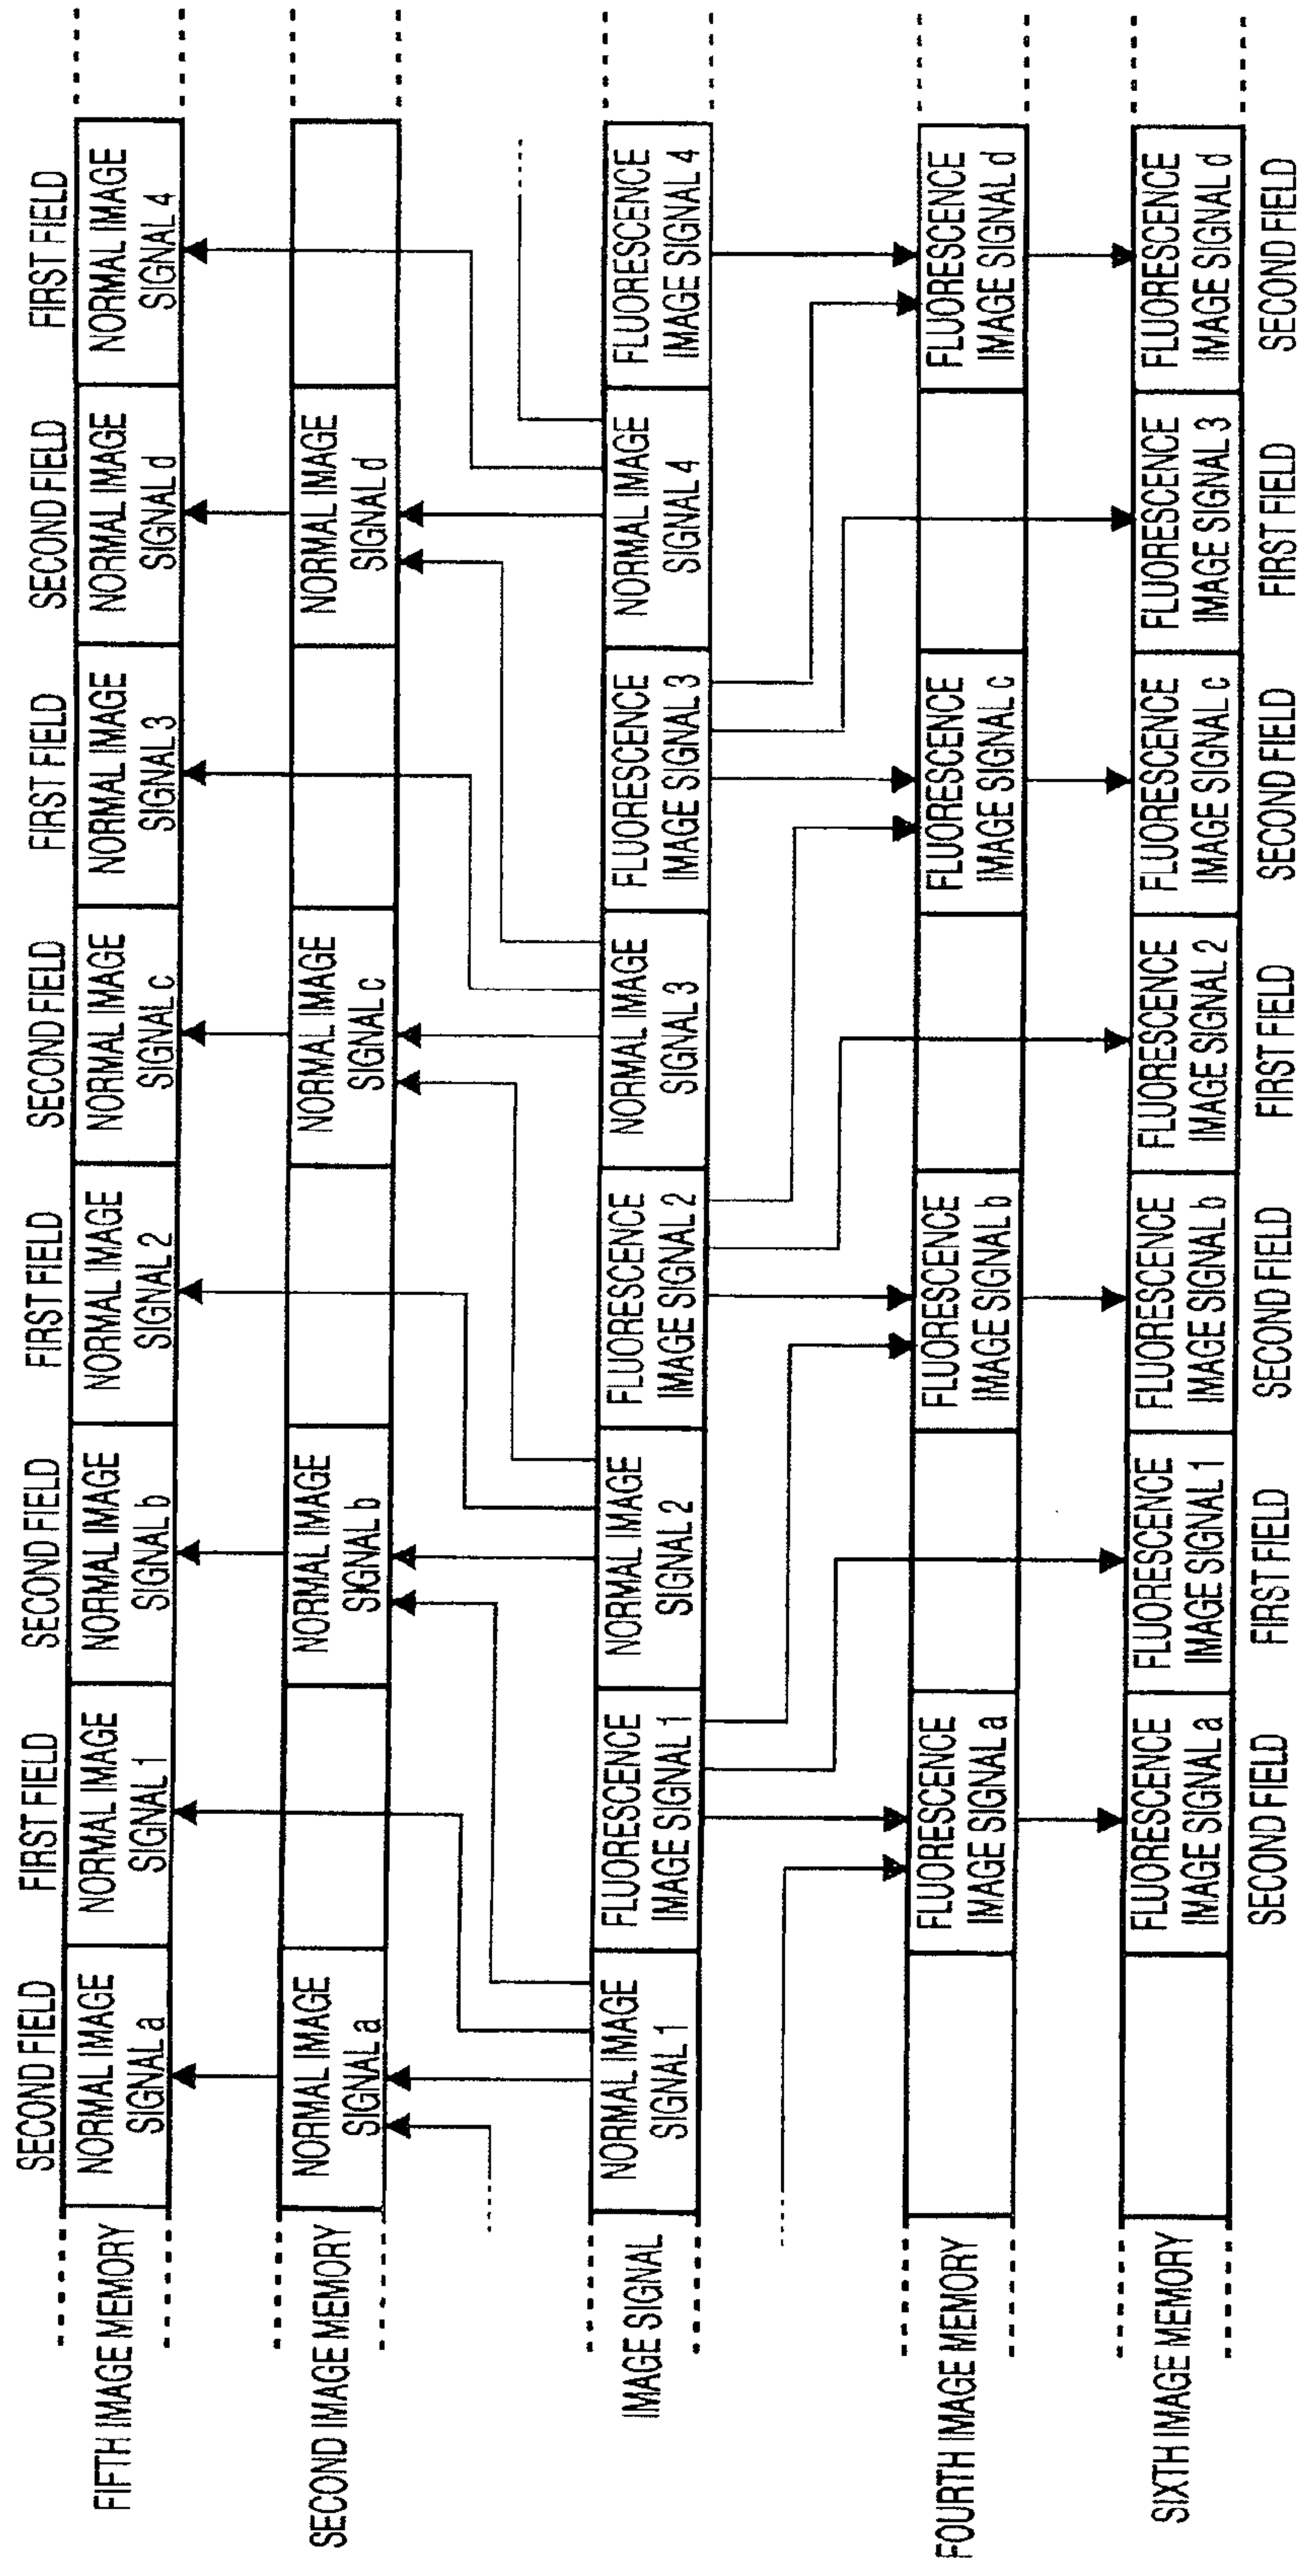 SECOND FIELD
FIRST FIELD
SECOND FIELD
FIRST FIELD
SECOND FIELD
FIRST FIELD
SECOND FIELD
FIRST FIELD
FIFTH IMAGE MEMORY
NORMAL IMAGE
SIGNAL a
NORMAL IMAGE
SIGNAL 1
NORMAL IMAGE
SIGNAL b
NORMAL IMAGE
SIGNAL 2
NORMAL IMAGE
SIGNAL c
NORMAL IMAGE
SIGNAL 3
NORMAL IMAGE
SIGNAL d
NORMAL IMAGE
SIGNAL 4
SECOND IMAGE MEMORY
NORMAL IMAGE
SIGNAL a
NORMAL IMAGE
SIGNAL b
NORMAL IMAGE
SIGNAL c
NORMAL IMAGE
SIGNAL d
IMAGE SIGNAL
NORMAL IMAGE
SIGNAL 1
FLUORESCENCE
IMAGE SIGNAL 1
NORMAL IMAGE
SIGNAL 2
FLUORESCENCE
IMAGE SIGNAL 2
NORMAL IMAGE
SIGNAL 3
FLUORESCENCE
IMAGE SIGNAL 3
NORMAL IMAGE
SIGNAL 4
FLUORESCENCE
IMAGE SIGNAL 4
FOURTH IMAGE MEMORY
FLUORESCENCE
IMAGE SIGNAL a
FLUORESCENCE
IMAGE SIGNAL b
FLUORESCENCE
IMAGE SIGNAL c
FLUORESCENCE
IMAGE SIGNAL d
SIXTH IMAGE MEMORY
FLUORESCENCE
IMAGE SIGNAL a
FLUORESCENCE
IMAGE SIGNAL 1
FLUORESCENCE
IMAGE SIGNAL b
FLUORESCENCE
IMAGE SIGNAL 2
FLUORESCENCE
IMAGE SIGNAL c
FLUORESCENCE
IMAGE SIGNAL 3
FLUORESCENCE
IMAGE SIGNAL d
SECOND FIELD
FIRST FIELD
SECOND FIELD
FIRST FIELD
SECOND FIELD
FIRST FIELD
SECOND FIELD